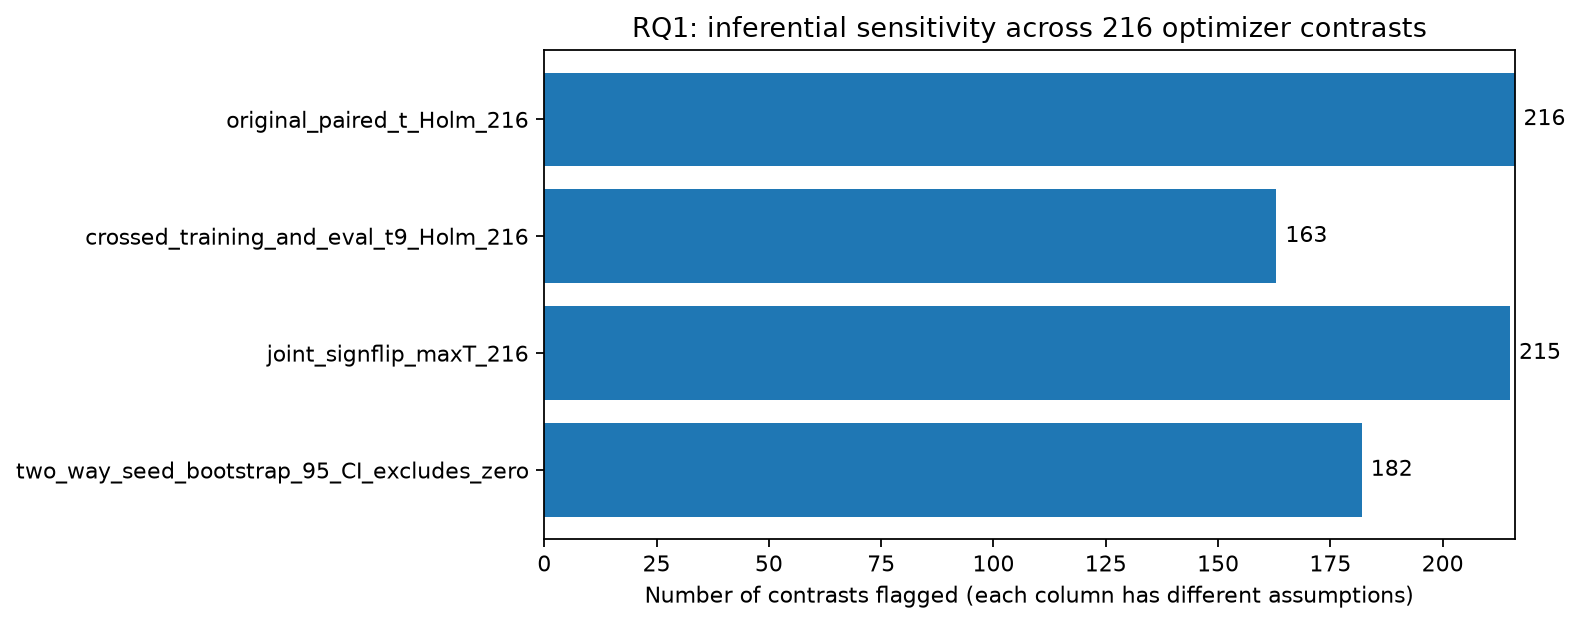 RQ1: inferential sensitivity across 216 optimizer contrasts
original_paired_t_Holm_216
216
crossed_training_and_eval_t9_Holm_216
163
joint_signflip_maxT_216
215
two_way_seed_bootstrap_95_CI_excludes_zero
182
0 25 50 75 100 125 150 175 200
Number of contrasts flagged (each column has different assumptions)